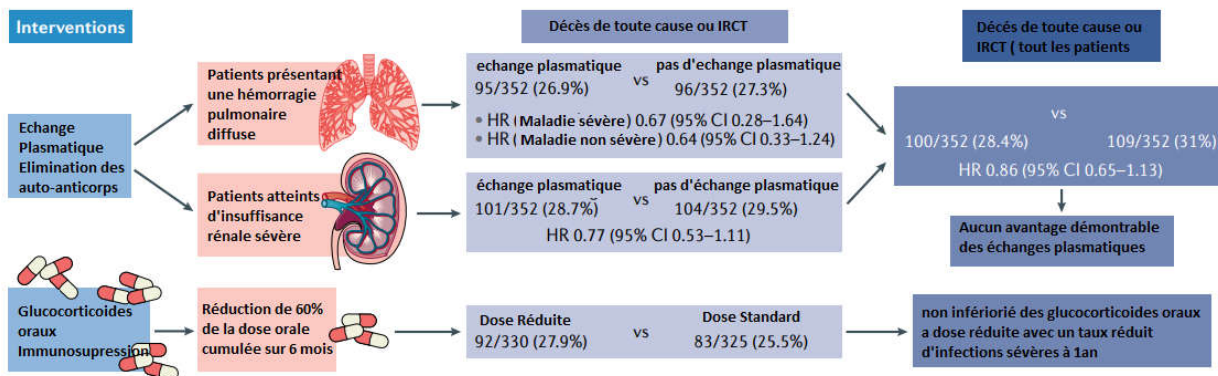 Interventions
Décès de toute cause ou IRCT
Décés de toute cause ou
IRCT ( tout les patients
Echange
Plasmatique
Elimination des
auto-anticorps
Patients présentant
une hémorragie
pulmonaire
diffuse
echange plasmatique vs pas d'echange plasmatique
95/352 (26.9%) 96/352 (27.3%)
• HR ( Maladie sévère) 0.67 (95% CI 0.28–1.64)
• HR ( Maladie non sévère) 0.64 (95% CI 0.33–1.24)
Patients atteints
d'insuffisance
rénale sévère
échange plasmatique vs pas d'échange plasmatique
101/352 (28.7%) 104/352 (29.5%)
HR 0.77 (95% CI 0.53–1.11)
vs
100/352 (28.4%) 109/352 (31%)
HR 0.86 (95% CI 0.65–1.13)
Aucun avantage démontrable
des échanges plasmatiques
Glucocorticoides
oraux
Immunosupression
Réduction de 60%
de la dose orale
cumulée sur 6 mois
Dose Réduite vs Dose Standard
92/330 (27.9%) 83/325 (25.5%)
non infériorié des glucocorticoides oraux
a dose réduite avec un taux réduit
d'infections sévères à 1an